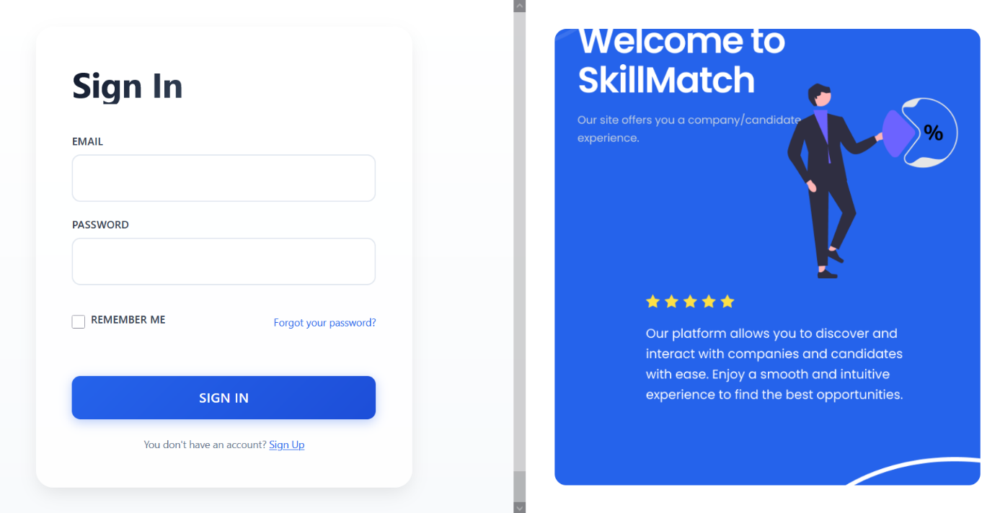 Sign In
EMAIL
PASSWORD
REMEMBER ME
Forgot your password?
SIGN IN
You don't have an account? Sign Up
Welcome to
SkillMatch
Our site offers you a company/candidate
experience.
%
Our platform allows you to discover and
interact with companies and candidates
with ease. Enjoy a smooth and intuitive
experience to find the best opportunities.